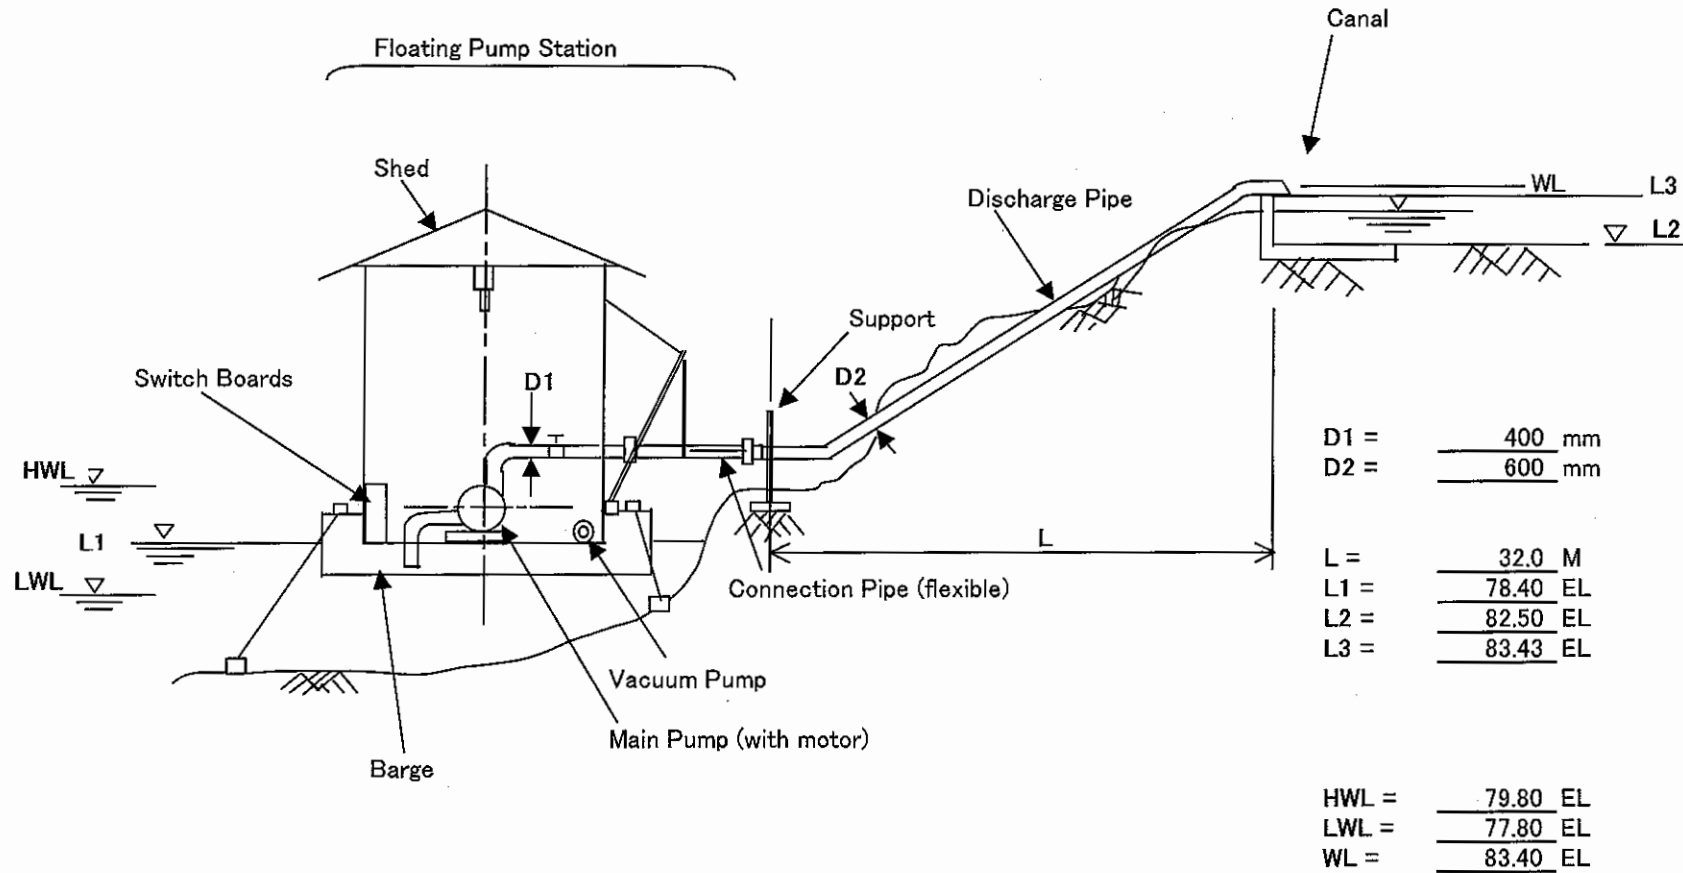 Canal
Floating Pump Station
Shed
Discharge Pipe
WL
L3
L2
Support
Switch Boards
D1
D2
HWL
L1
LWL
L
Connection Pipe (flexible)
Vacuum Pump
Main Pump (with motor)
Barge
D1 = 400 mm
D2 = 600 mm
L = 32.0 M
L1 = 78.40 EL
L2 = 82.50 EL
L3 = 83.43 EL
HWL = 79.80 EL
LWL = 77.80 EL
WL = 83.40 EL